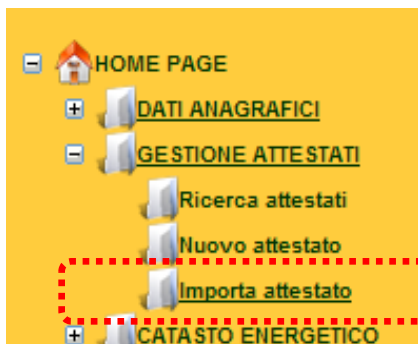 HOME PAGE
DATI ANAGRAFICI
GESTIONE ATTESTATI
Ricerca attestati
Nuovo attestato
Importa attestato
CATASTO ENERGETICO